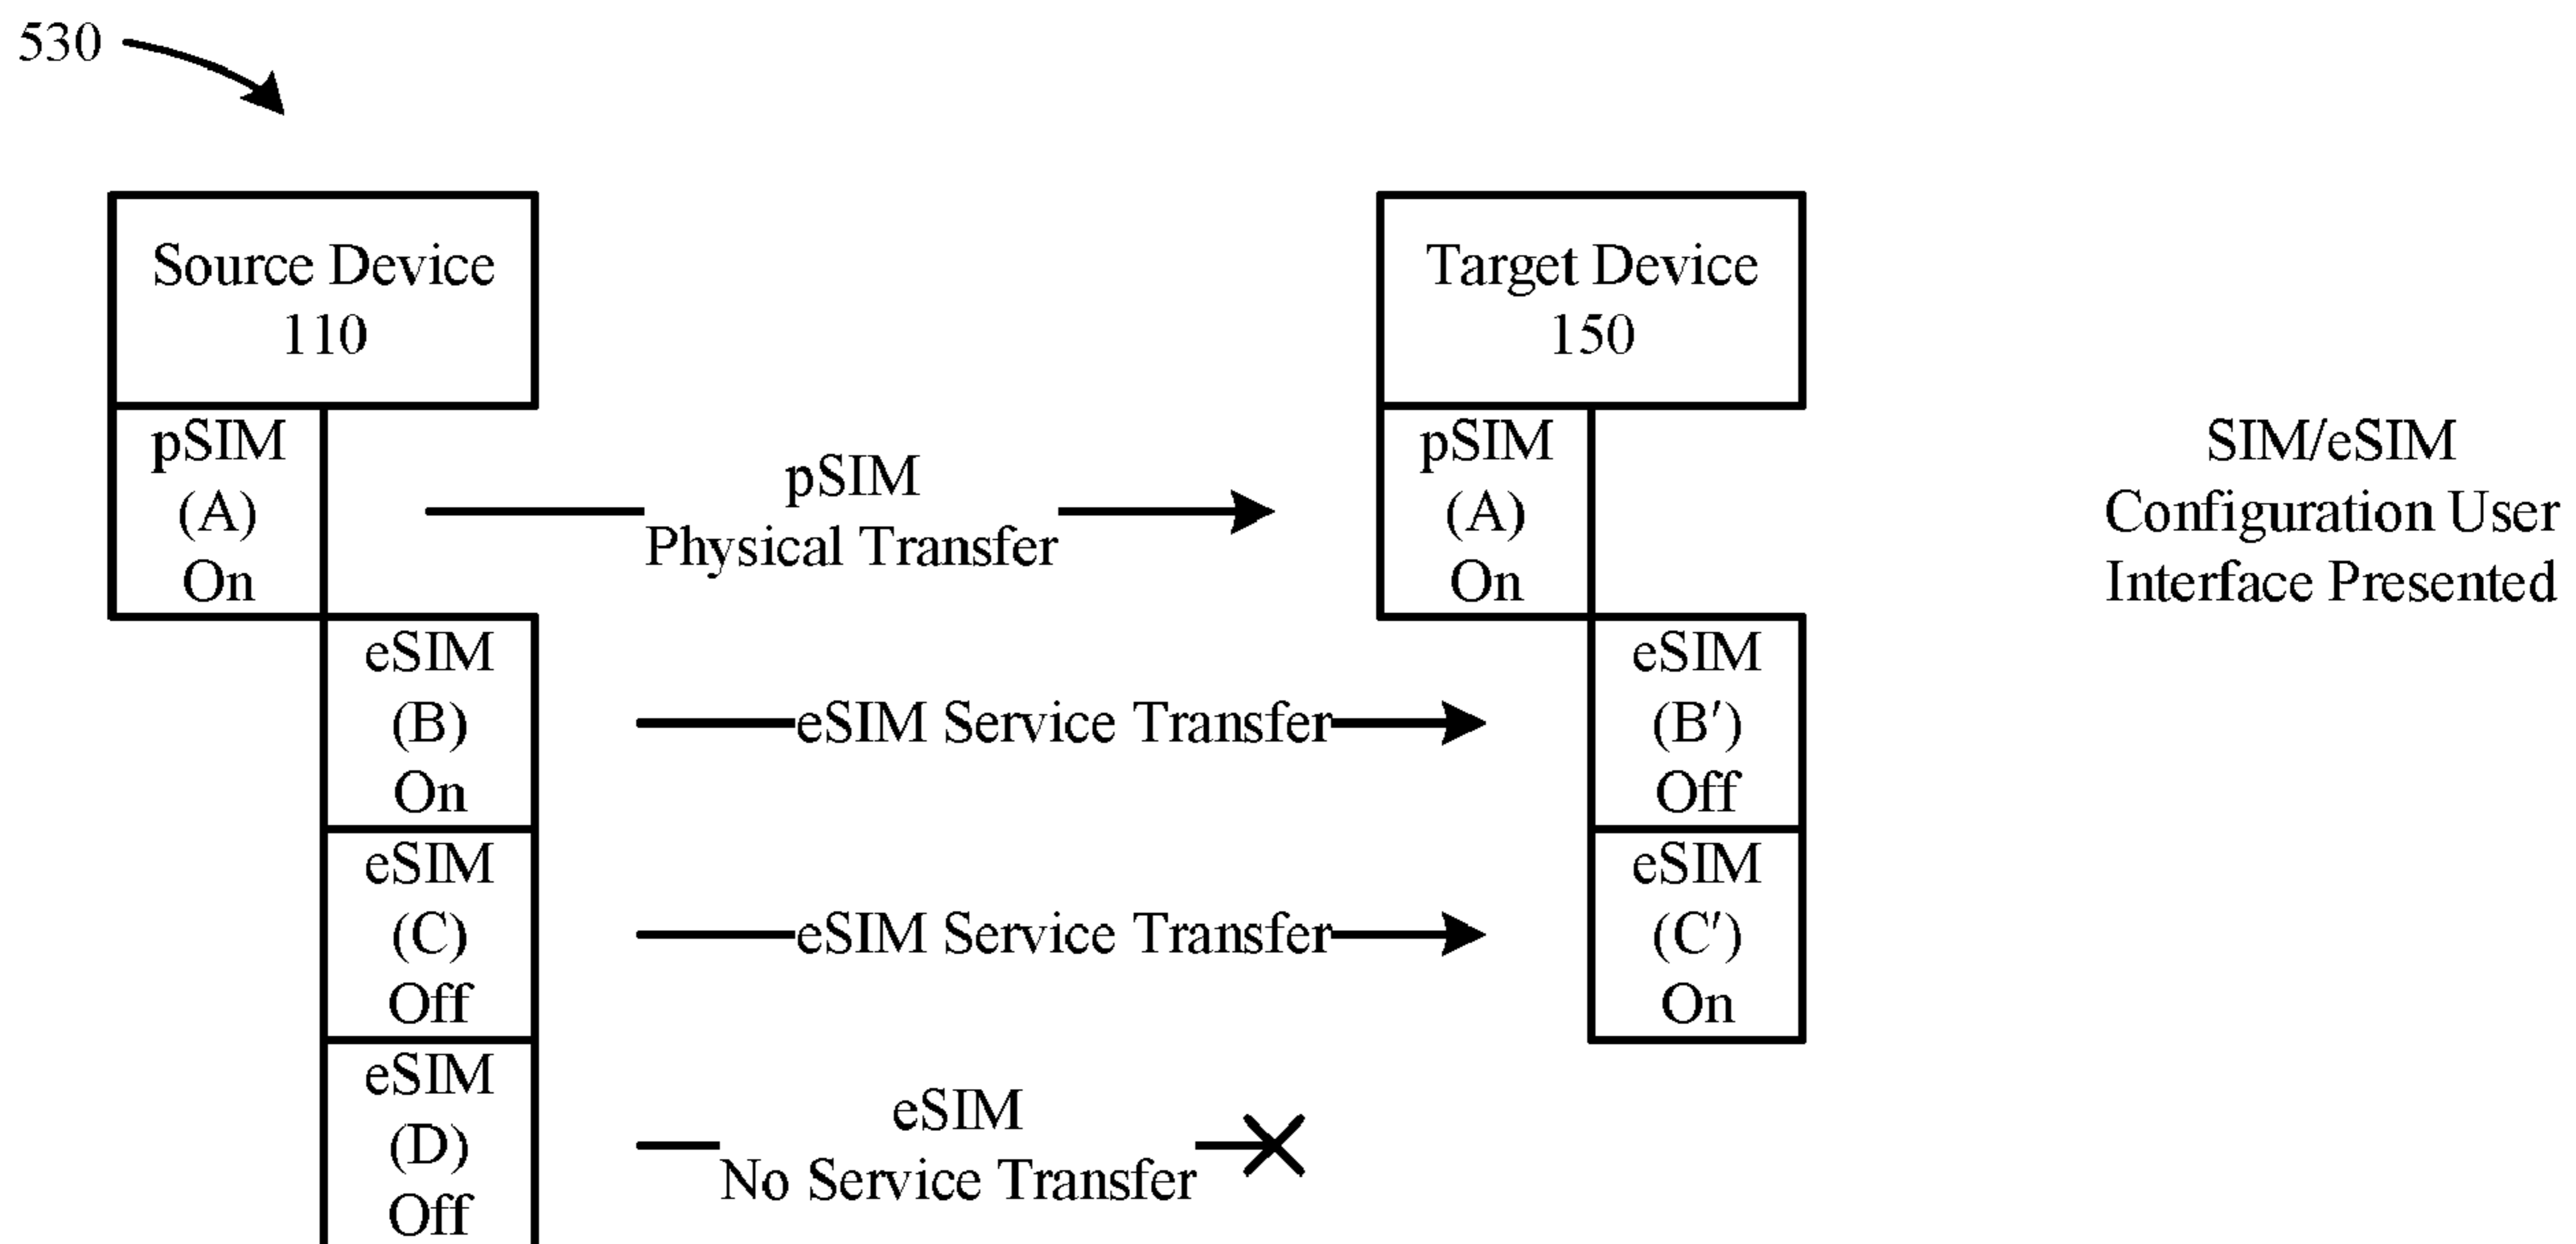 530
Source Device
110
Target Device
150
pSIM
(A)
On
pSIM
Physical Transfer
pSIM
(A)
On
SIM/eSIM
Configuration User
Interface Presented
eSIM
(B)
On
eSIM Service Transfer
eSIM
(B′)
Off
eSIM
(C)
Off
eSIM Service Transfer
eSIM
(C′)
On
eSIM
(D)
Off
eSIM
No Service Transfer